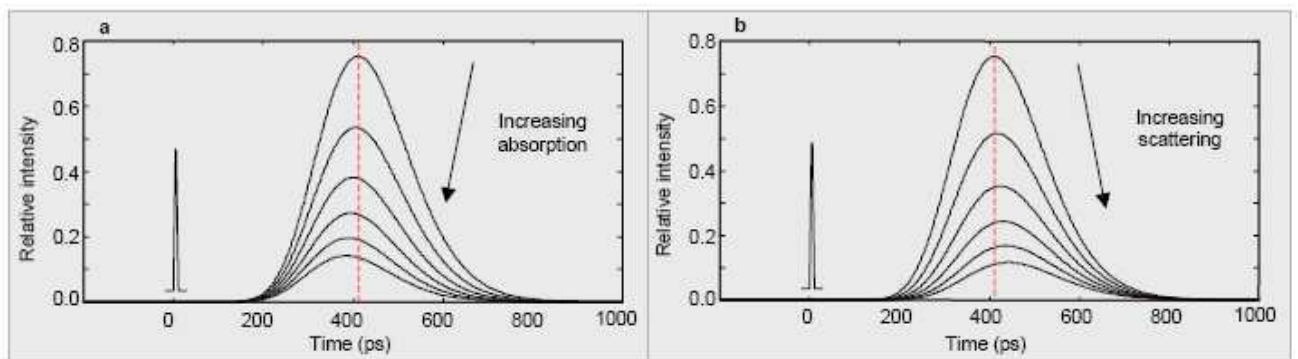 a
0.8
0.6
0.4
0.2
0.0
Relative intensity
0 200 400 600 800 1000
Time (ps)
Increasing
absorption
b
0.8
0.6
0.4
0.2
0.0
Relative intensity
0 200 400 600 800 1000
Time (ps)
Increasing
scattering